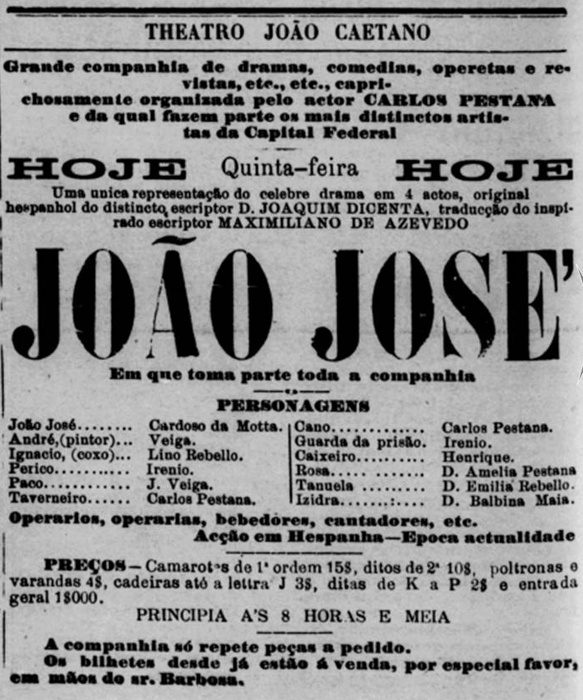 THEATRO JOÃO CAETANO
Grande companhia de dramas, comedias, operetas e re-
vistas, etc., etc., capri-
chosamente organizada pelo actor CARLOS PESTANA
e da qual fazem parte os mais distinctos artis-
tas da Capital Federal
HOJE Quinta-feira HOJE
Uma unica representação do celebre drama em 4 actos, original
hespanhol do distincto escriptor D. JOAQUIM DICENTA, traducção do inspi-
rado escriptor MAXIMILIANO DE AZEVEDO
JOÃO JOSE'
Em que toma parte toda a companhia
PERSONAGENS
João José........ Cardoso da Motta.
André,(pintor)... Veiga.
Ignacio, (coxo)... Lino Rebello.
Perico........... Irenio.
Paco............. J. Veiga.
Taverneiro...... Carlos Pestana.
Cano............ Carlos Pestana.
Guarda da prisão. Irenio.
Caixeiro.......... Henrique.
Rosa............. D. Amelia Pestana
Tanuela ......... D. Emilia Rebello.
Izidra.......:.... D. Balbina Maia.
Operarios, operarias, bebedores, cantadores, etc.
Acção em Hespanha—Epoca actualidade
PREÇOS—Camarotes de 1ª ordem 15$, ditos de 2ª 10$, poltronas e
varandas 4$, cadeiras até a lettra J 3$, ditas de K a P 2$ e entrada
geral 1$000.
PRINCIPIA A'S 8 HORAS E MEIA
A companhia só repete peças a pedido.
Os bilhetes desde já estão á venda, por especial favor,
em mãos do sr. Barbosa.